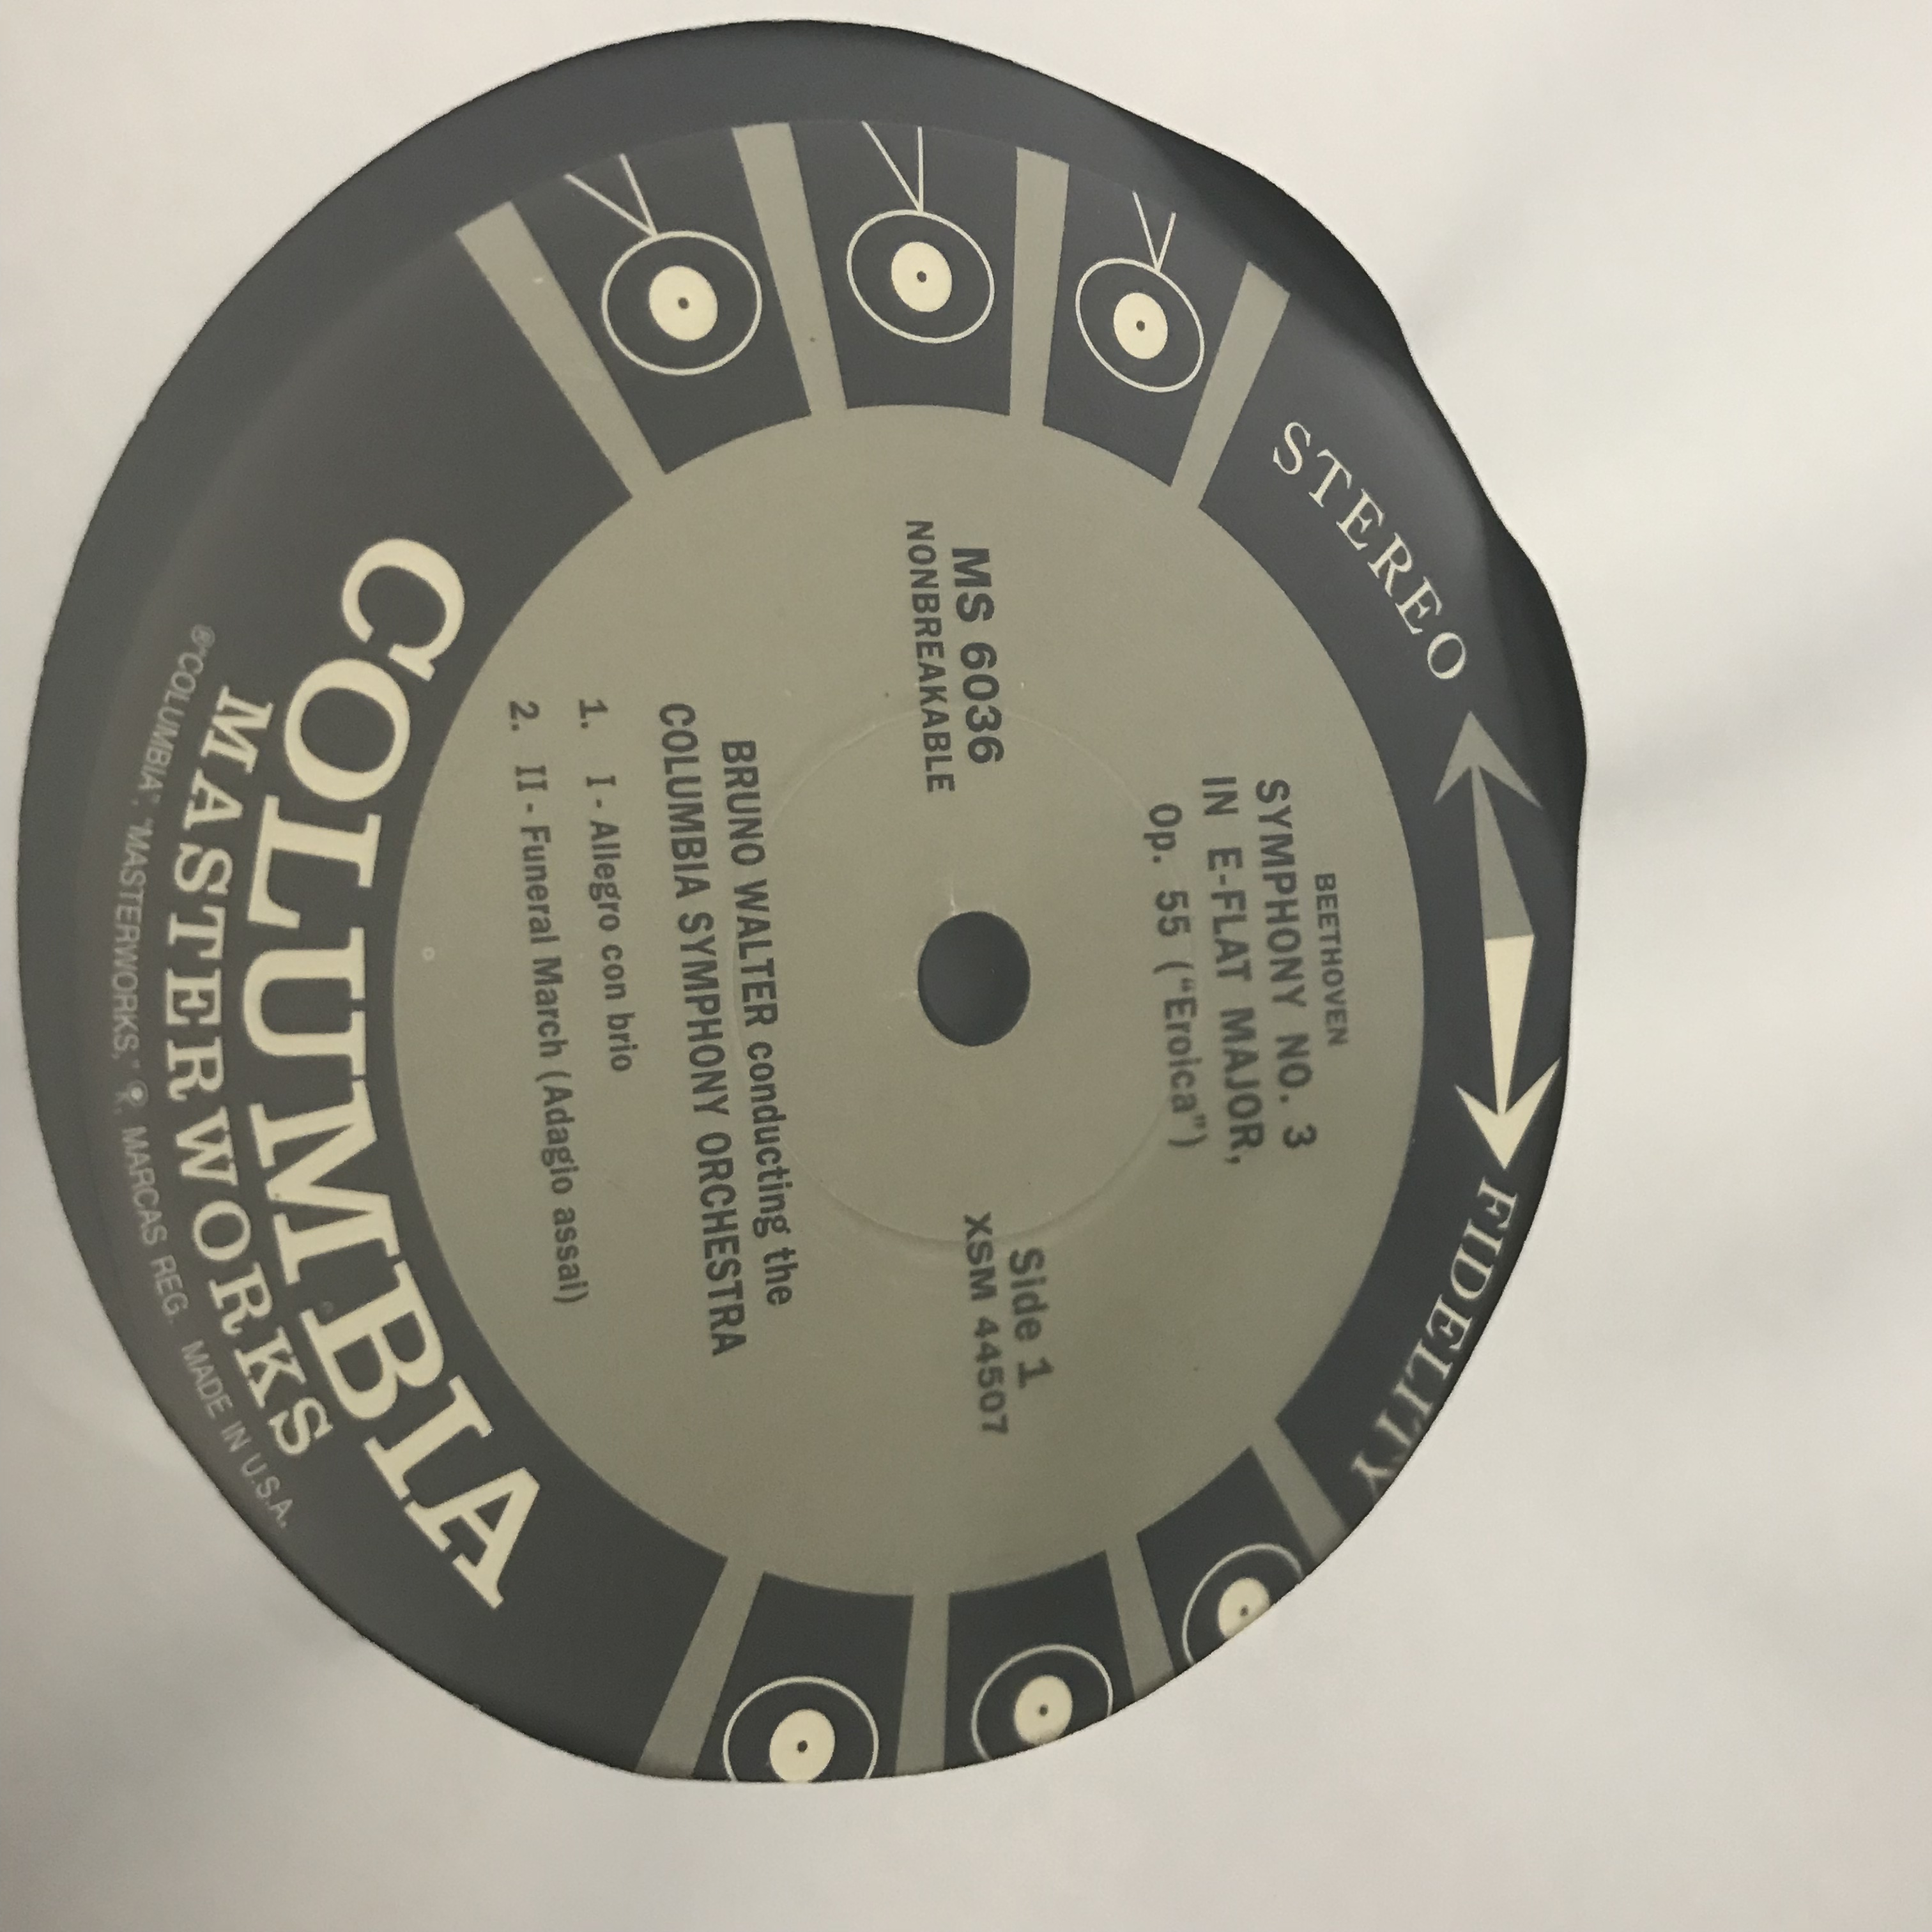 STEREO FIDELITY
BEETHOVEN
SYMPHONY NO. 3
IN E-FLAT MAJOR,
Op. 55 ("Eroica")
MS 6036
NONBREAKABLE
Side 1
XSM 44507
BRUNO WALTER conducting the
COLUMBIA SYMPHONY ORCHESTRA
1. I - Allegro con brio
2. II - Funeral March (Adagio assai)
COLUMBIA
MASTERWORKS
® "COLUMBIA", "MASTERWORKS," MARCAS REG. MADE IN U.S.A.